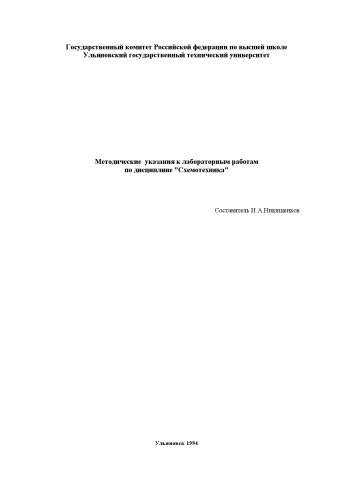 Государственный комитет Российской федерации по высшей школе
Ульяновский государственный технический университет
Методические указания к лабораторным работам
по дисциплине "Схемотехника"
Составитель И.А.Никищенков
Ульяновск 1994